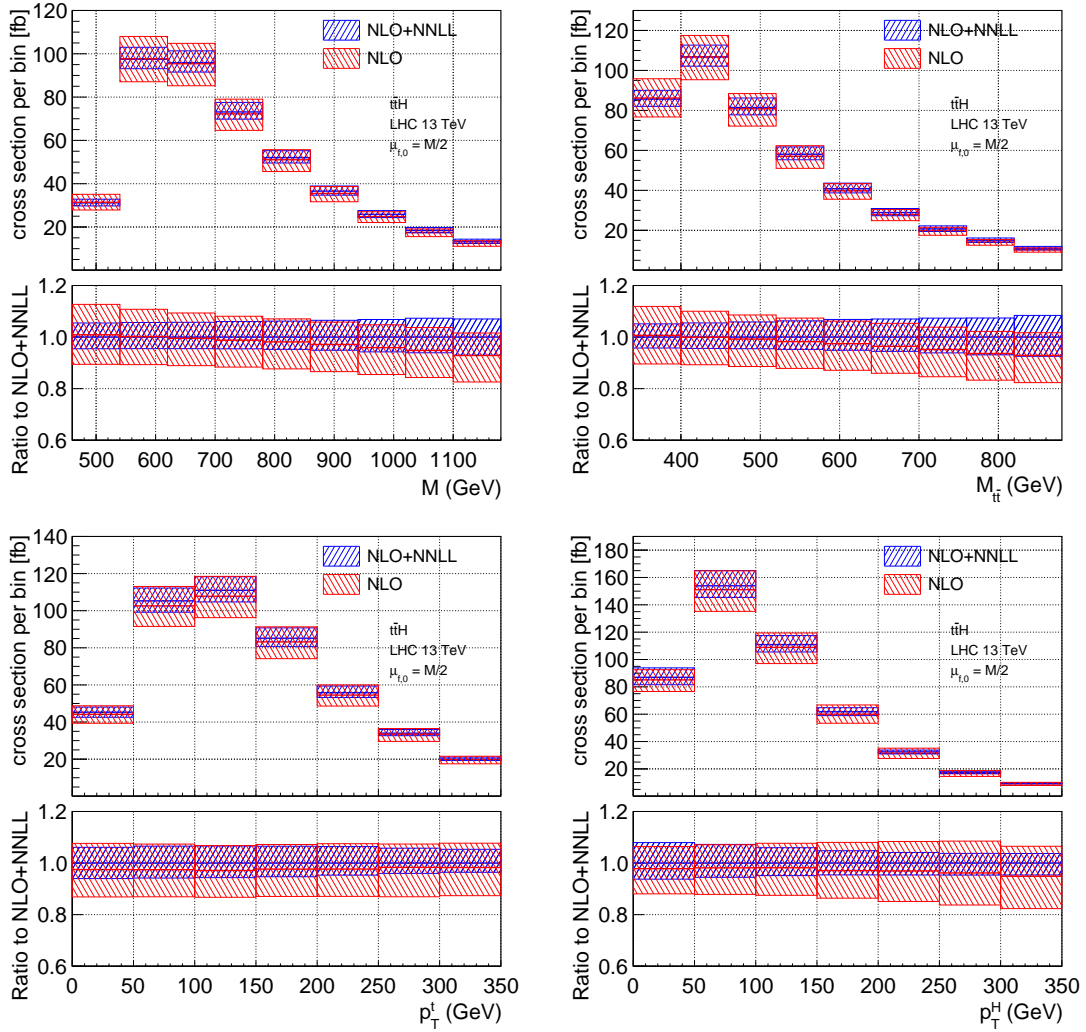 cross section per bin [fb]
120
100
80
60
40
20
NLO+NNLL
NLO
tt̄H
LHC 13 TeV
μf,0 = M/2
Ratio to NLO+NNLL
1.2
1.0
0.8
0.6
500 600 700 800 900 1000 1100
M (GeV)
cross section per bin [fb]
120
100
80
60
40
20
NLO+NNLL
NLO
tt̄H
LHC 13 TeV
μf,0 = M/2
Ratio to NLO+NNLL
1.2
1.0
0.8
0.6
400 500 600 700 800
Mtt̄ (GeV)
cross section per bin [fb]
140
120
100
80
60
40
20
NLO+NNLL
NLO
tt̄H
LHC 13 TeV
μf,0 = M/2
Ratio to NLO+NNLL
1.2
1.0
0.8
0.6
0 50 100 150 200 250 300 350
pTt (GeV)
cross section per bin [fb]
180
160
140
120
100
80
60
40
20
NLO+NNLL
NLO
tt̄H
LHC 13 TeV
μf,0 = M/2
Ratio to NLO+NNLL
1.2
1.0
0.8
0.6
0 50 100 150 200 250 300 350
pTH (GeV)